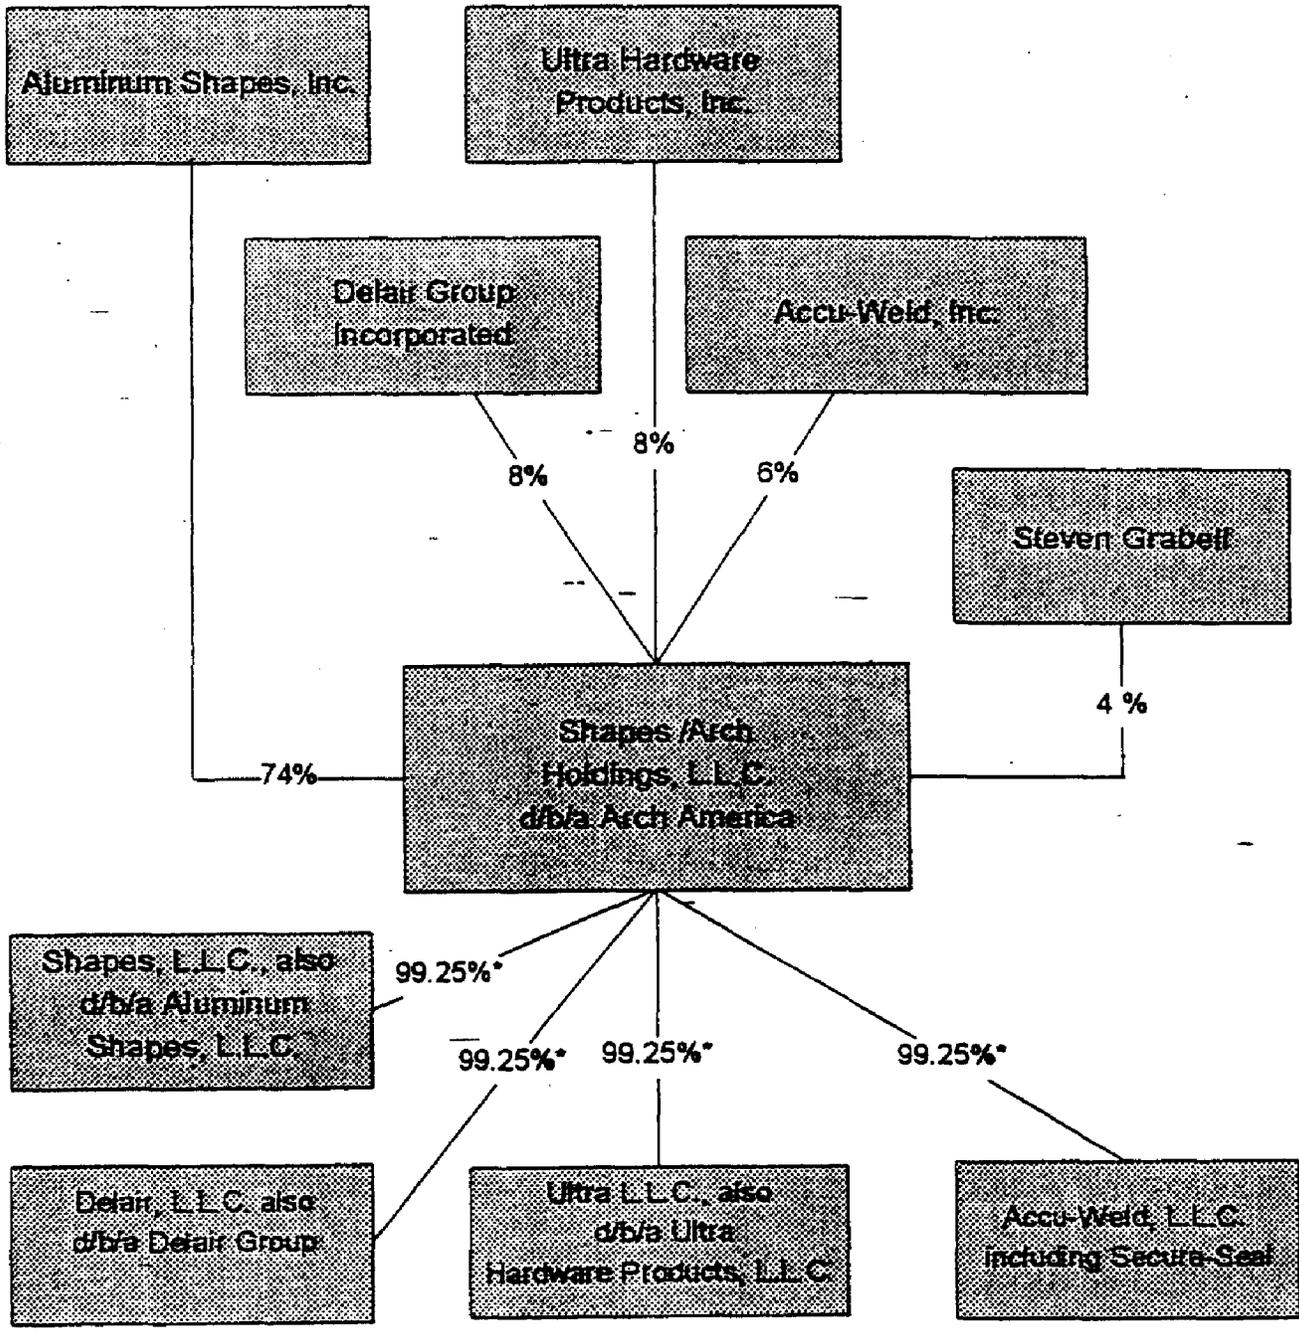 Aluminum Shapes, Inc.
Ultra Hardware
Products, Inc.
Delair Group
Incorporated
Accu-Weld, Inc.
8%
8%
6%
Steven Grabell
4 %
74%
Shapes /Arch
Holdings, L.L.C.
d/b/a Arch America
Shapes, L.L.C., also
d/b/a Aluminum
Shapes, L.L.C.
99.25%*
99.25%*
99.25%*
99.25%*
Delair, L.L.C. also
d/b/a Delair Group
Ultra L.L.C., also
d/b/a Ultra
Hardware Products, L.L.C.
Accu-Weld, L.L.C.
including Secure-Seal